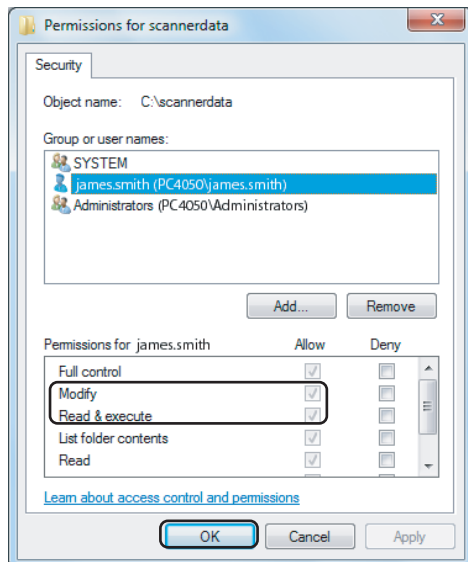 Permissions for scannerdata
Security
Object name: C:\scannerdata
Group or user names:
SYSTEM
james.smith (PC4050\james.smith)
Administrators (PC4050\Administrators)
Add... Remove
Permissions for james.smith Allow Deny
Full control
Modify
Read & execute
List folder contents
Read
Learn about access control and permissions
OK Cancel Apply